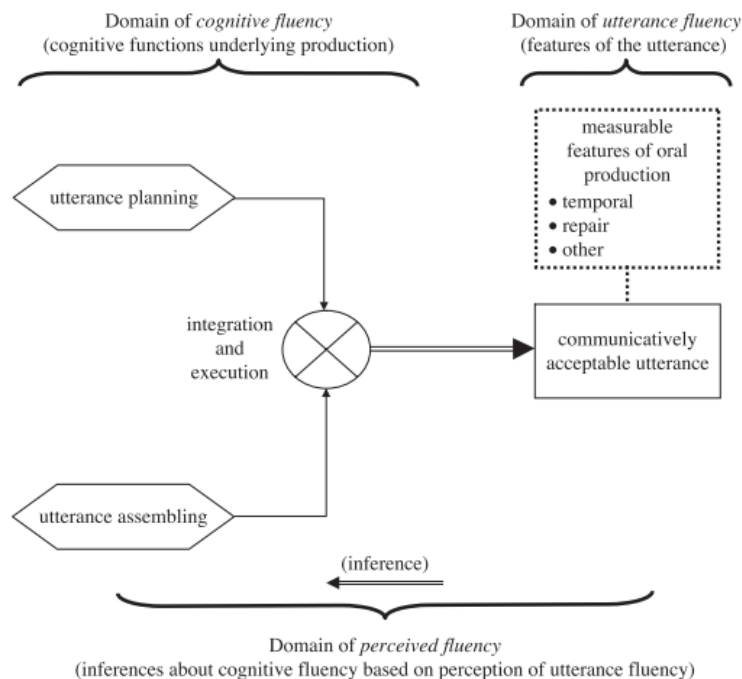 Domain of cognitive fluency
(cognitive functions underlying production)
Domain of utterance fluency
(features of the utterance)
measurable
features of oral
production
• temporal
• repair
• other
utterance planning
integration
and
execution
communicatively
acceptable utterance
utterance assembling
(inference)
Domain of perceived fluency
(inferences about cognitive fluency based on perception of utterance fluency)